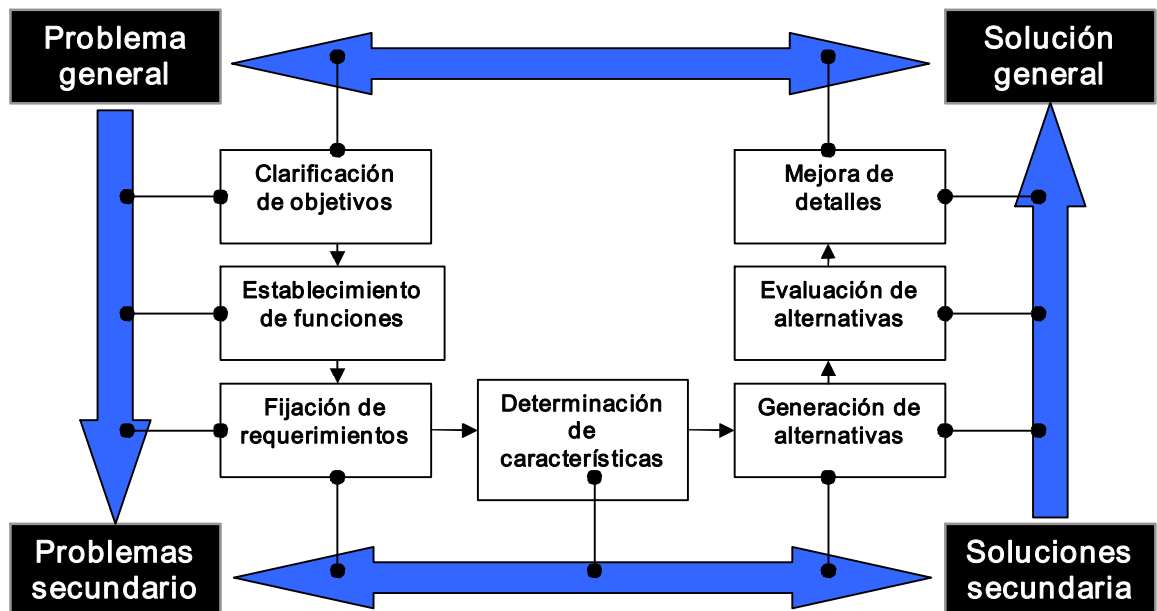 Problema
general
Solución
general
Clarificación
de objetivos
Mejora de
detalles
Establecimiento
de funciones
Evaluación de
alternativas
Fijación de
requerimientos
Determinación
de
características
Generación de
alternativas
Problemas
secundario
Soluciones
secundaria